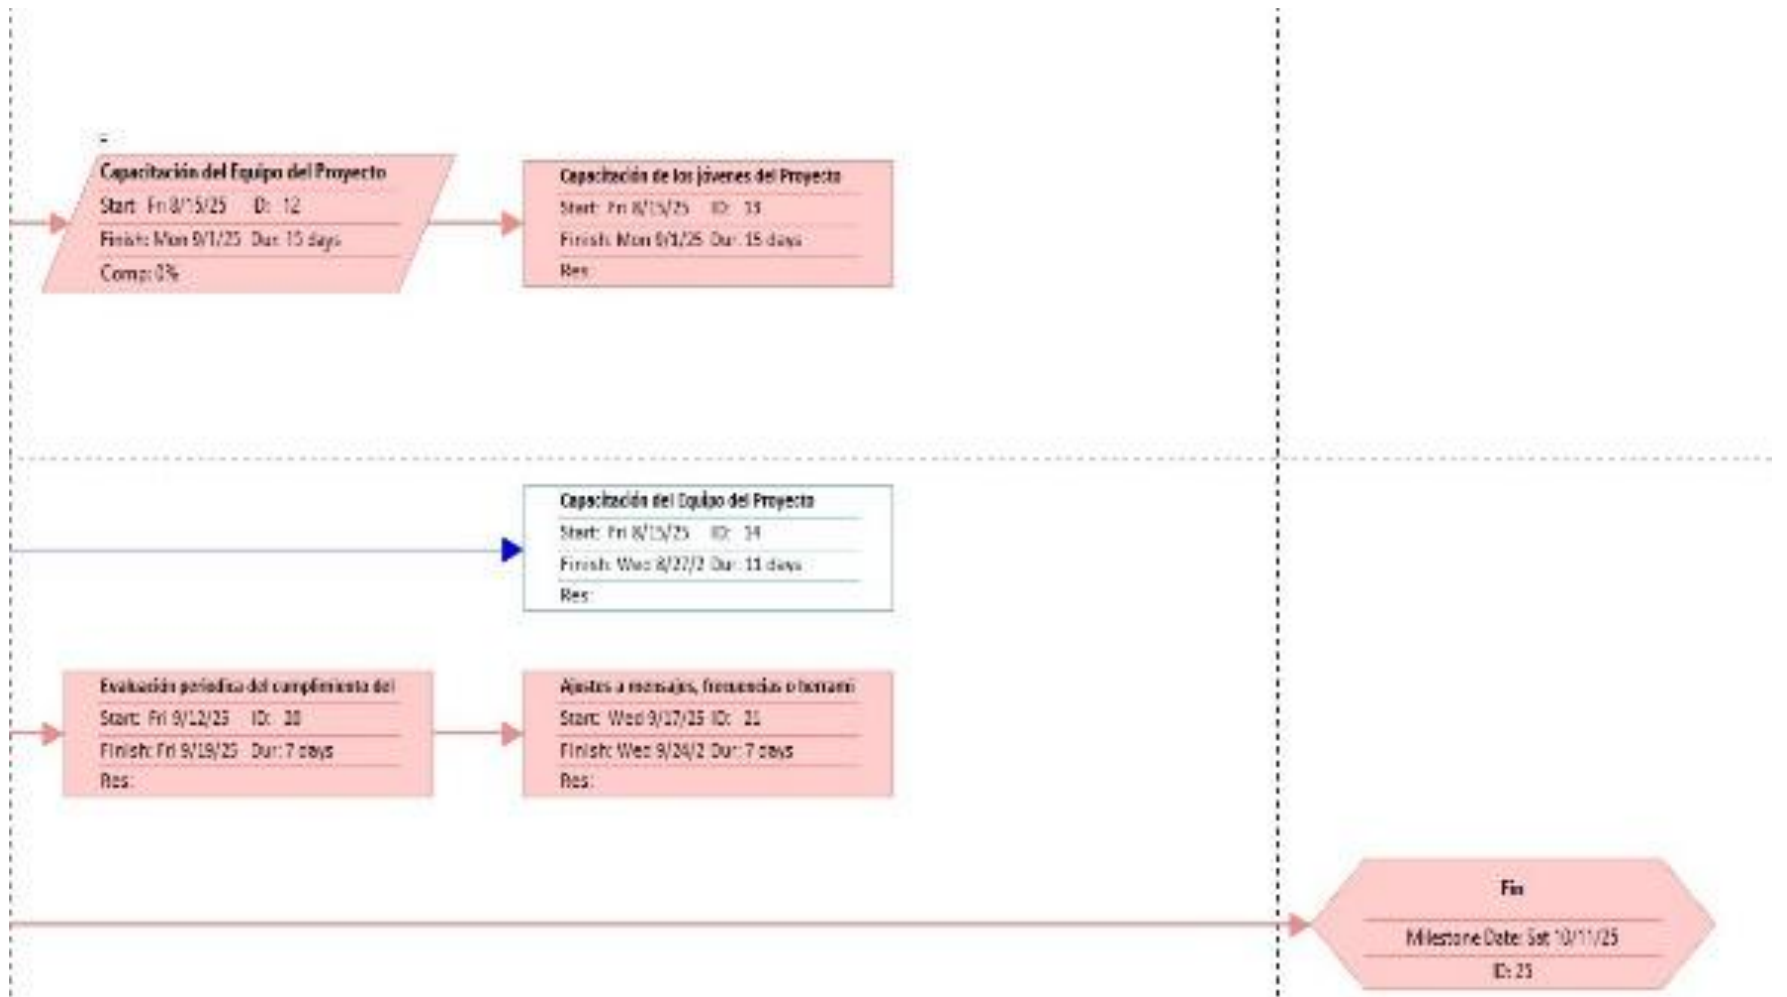 Capacitación del Equipo del Proyecto
Start: Fri 8/15/25 ID: 12
Finish: Mon 9/1/25 Dur: 15 days
Comp: 0%
Capacitación de los jóvenes del Proyecto
Start: Fri 8/15/25 ID: 13
Finish: Mon 9/1/25 Dur: 15 days
Res:
Capacitación del Equipo del Proyecto
Start: Fri 8/15/25 ID: 14
Finish: Wed 8/27/2 Dur: 11 days
Res:
Evaluación periodica del cumplimiento del
Start: Fri 9/12/25 ID: 20
Finish: Fri 9/19/25 Dur: 7 days
Res:
Ajustes a mensajes, frecuencias o herrami
Start: Wed 9/17/25 ID: 21
Finish: Wed 9/24/2 Dur: 7 days
Res:
Fin
Milestone Date: Sat 10/11/25
ID: 25